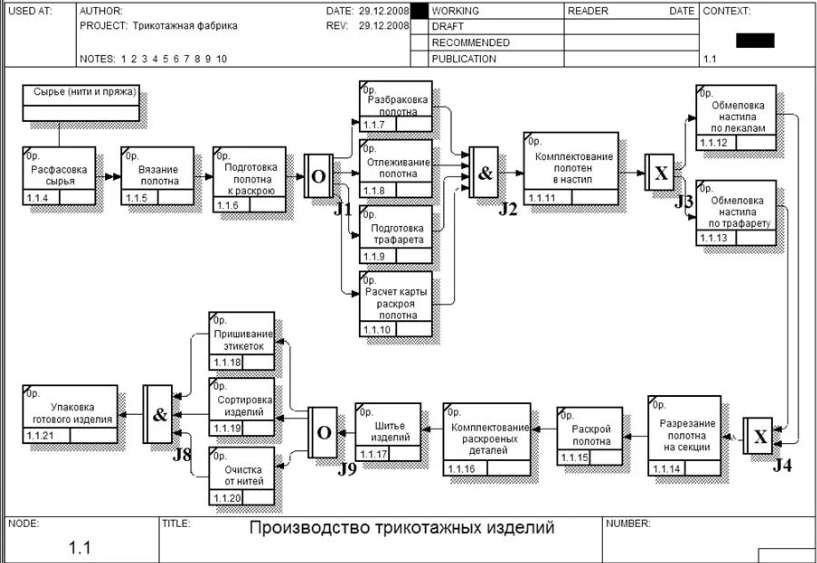 USED AT:
AUTHOR:
DATE: 29.12.2008
WORKING
READER
DATE
CONTEXT:
PROJECT: Трикотажная фабрика
REV: 29.12.2008
DRAFT
RECOMMENDED
NOTES: 1 2 3 4 5 6 7 8 9 10
PUBLICATION
1.1
Сырье (нити и пряжа)
0р.
Расфасовка
сырья
1.1.4
0р.
Вязание
полотна
1.1.5
0р.
Подготовка
полотна
к раскрою
1.1.6
O
J1
0р.
Разбраковка
полотна
1.1.7
0р.
Отлеживание
полотна
1.1.8
0р.
Подготовка
трафарета
1.1.9
0р.
Расчет карты
раскроя
полотна
1.1.10
&
J2
0р.
Комплектование
полотен
в настил
1.1.11
X
J3
0р.
Обмеловка
настила
по лекалам
1.1.12
0р.
Обмеловка
настила
по трафарету
1.1.13
X
J4
0р.
Разрезание
полотна
на секции
1.1.14
0р.
Раскрой
полотна
1.1.15
0р.
Комплектование
раскроеных
деталей
1.1.16
0р.
Шитье
изделий
1.1.17
O
J9
0р.
Пришивание
этикеток
1.1.18
0р.
Сортировка
изделий
1.1.19
0р.
Очистка
от нитей
1.1.20
&
J8
0р.
Упаковка
готового изделия
1.1.21
NODE:
1.1
TITLE:
Производство трикотажных изделий
NUMBER: